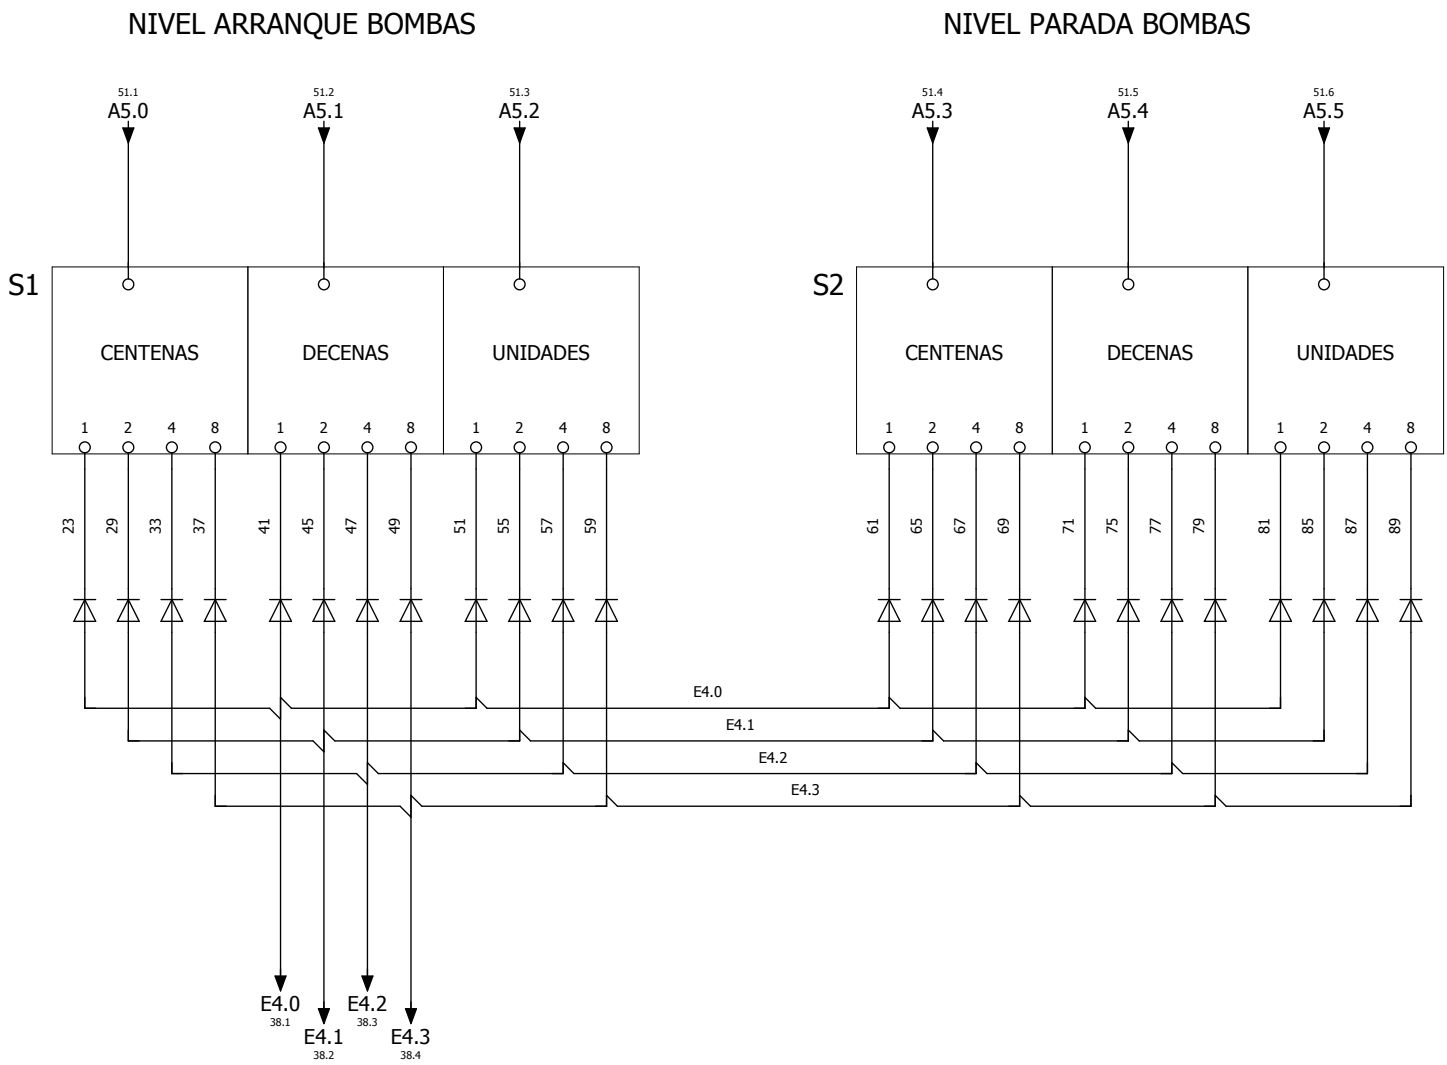 NIVEL ARRANQUE BOMBAS NIVEL PARADA BOMBAS
51.1 51.2 51.3 51.4 51.5 51.6
A5.0 A5.1 A5.2 A5.3 A5.4 A5.5
S1 S2
CENTENAS DECENAS UNIDADES CENTENAS DECENAS UNIDADES
1 2 4 8 1 2 4 8 1 2 4 8 1 2 4 8 1 2 4 8 1 2 4 8
23 29 33 37 41 45 47 49 51 55 57 59 61 65 67 69 71 75 77 79 81 85 87 89
E4.0
E4.1
E4.2
E4.3
E4.0 E4.2
38.1 38.3
E4.1 E4.3
38.2 38.4